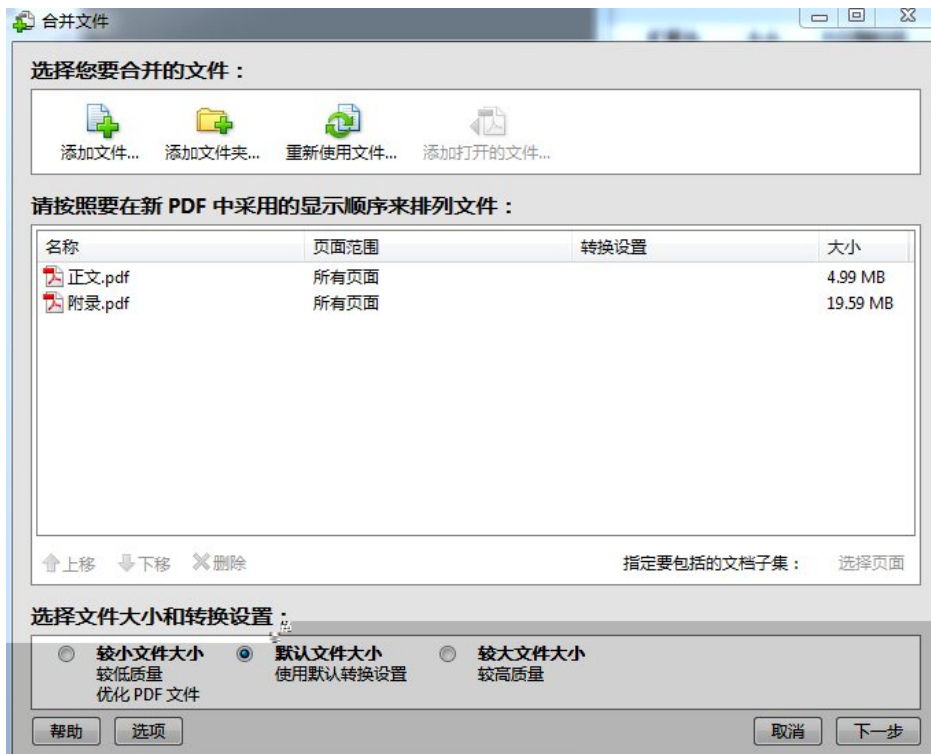 合并文件
选择您要合并的文件：
添加文件... 添加文件夹... 重新使用文件... 添加打开的文件...
请按照要在新 PDF 中采用的显示顺序来排列文件：
名称 页面范围 转换设置 大小
正文.pdf 所有页面 4.99 MB
附录.pdf 所有页面 19.59 MB
上移 下移 删除 指定要包括的文档子集： 选择页面
选择文件大小和转换设置：
较小文件大小 默认文件大小 较大文件大小
较低质量 使用默认转换设置 较高质量
优化 PDF 文件
帮助 选项 取消 下一步